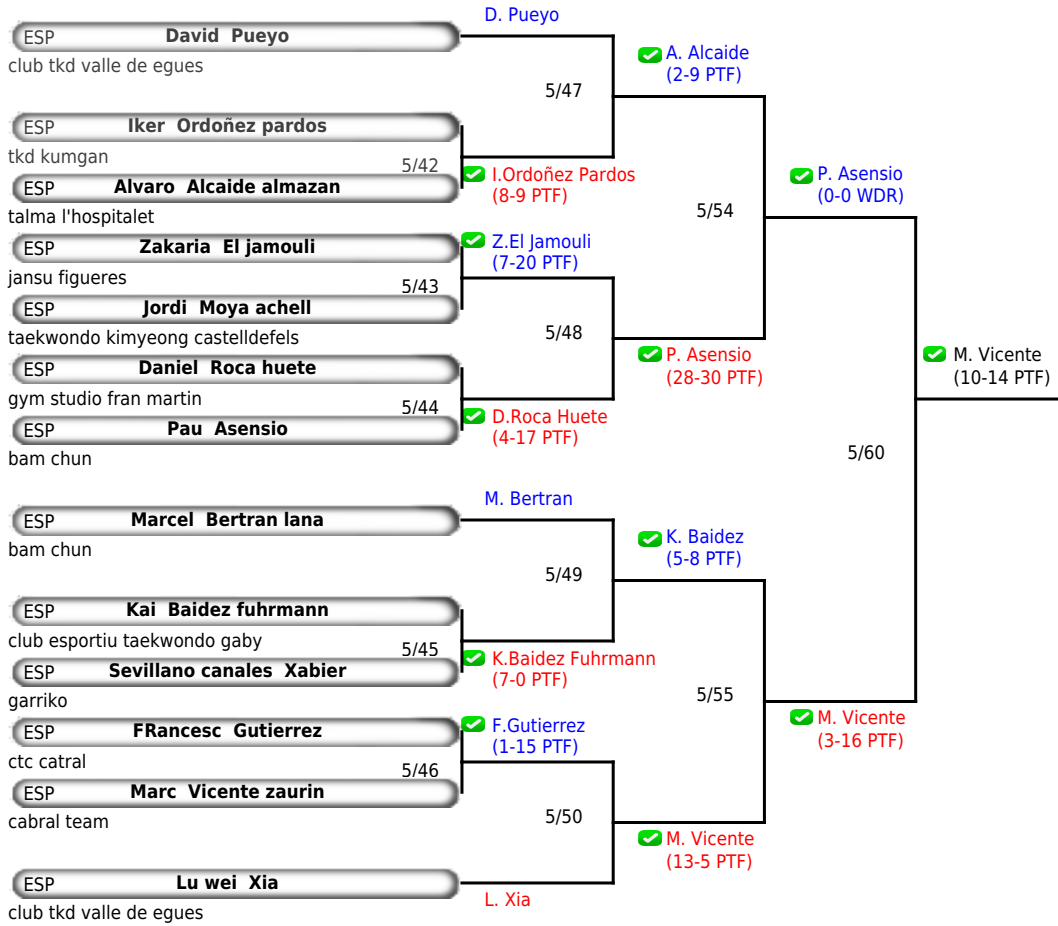 D. Pueyo
ESP David Pueyo
club tkd valle de egues
A. Alcaide
(2-9 PTF)
5/47
ESP Iker Ordoñez pardos
tkd kumgan
5/42
I.Ordoñez Pardos
(8-9 PTF)
ESP Alvaro Alcaide almazan
talma l'hospitalet
P. Asensio
(0-0 WDR)
5/54
ESP Zakaria El jamouli
jansu figueres
Z.El Jamouli
(7-20 PTF)
5/43
ESP Jordi Moya achell
taekwondo kimyeong castelldefels
5/48
P. Asensio
(28-30 PTF)
M. Vicente
(10-14 PTF)
ESP Daniel Roca huete
gym studio fran martin
5/44
D.Roca Huete
(4-17 PTF)
ESP Pau Asensio
bam chun
5/60
M. Bertran
ESP Marcel Bertran lana
bam chun
K. Baidez
(5-8 PTF)
5/49
ESP Kai Baidez fuhrmann
club esportiu taekwondo gaby
5/45
K.Baidez Fuhrmann
(7-0 PTF)
ESP Sevillano canales Xabier
garriko
5/55
M. Vicente
(3-16 PTF)
ESP FRancesc Gutierrez
ctc catral
F.Gutierrez
(1-15 PTF)
5/46
ESP Marc Vicente zaurin
cabral team
5/50
M. Vicente
(13-5 PTF)
ESP Lu wei Xia
club tkd valle de egues
L. Xia